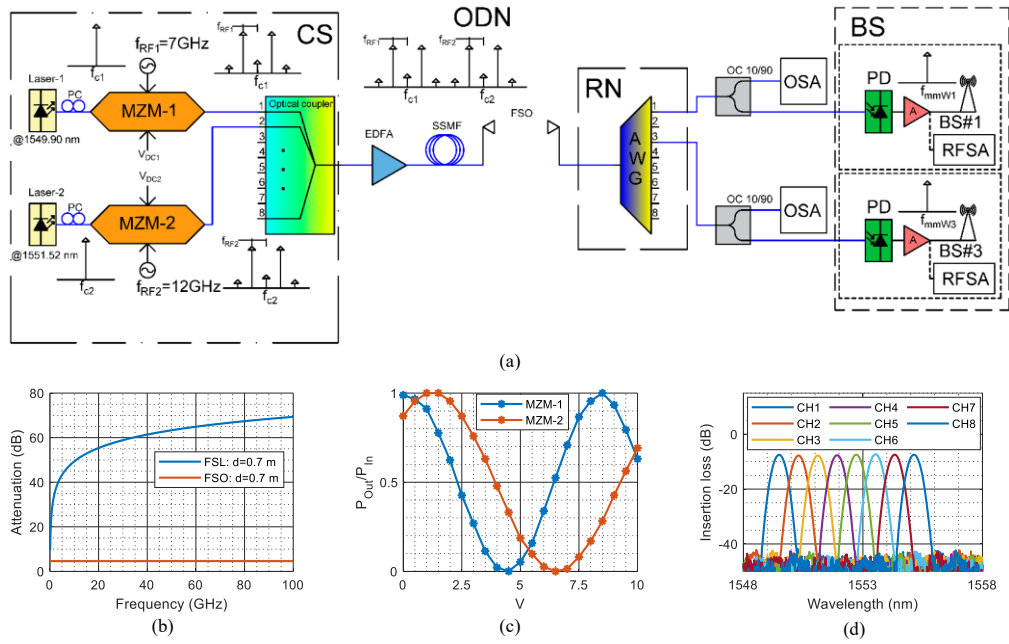 CS
ODN
BS
f_RF1=7GHz
f_c1
Laser-1
PC
MZM-1
@1549.90 nm
V_DC1
V_DC2
Laser-2
PC
MZM-2
@1551.52 nm
f_c2
f_RF2=12GHz
f_RF1
f_c1
f_RF2
f_c2
Optical coupler
1
2
3
4
5
6
7
8
f_RF1
f_RF2
f_c1
f_c2
EDFA
SSMF
FSO
RN
AWG
1
2
3
4
5
6
7
8
OC 10/90
OSA
OC 10/90
OSA
PD
f_mmW1
A
BS#1
RFSA
PD
f_mmW3
A
BS#3
RFSA
(a)
80
60
40
20
0
Attenuation (dB)
FSL: d=0.7 m
FSO: d=0.7 m
0 20 40 60 80 100
Frequency (GHz)
(b)
1
0.5
0
P_Out/P_In
MZM-1
MZM-2
0 2.5 5 7.5 10
V
(c)
0
-20
-40
Insertion loss (dB)
CH1 CH4 CH7
CH2 CH5 CH8
CH3 CH6
1548 1553 1558
Wavelength (nm)
(d)